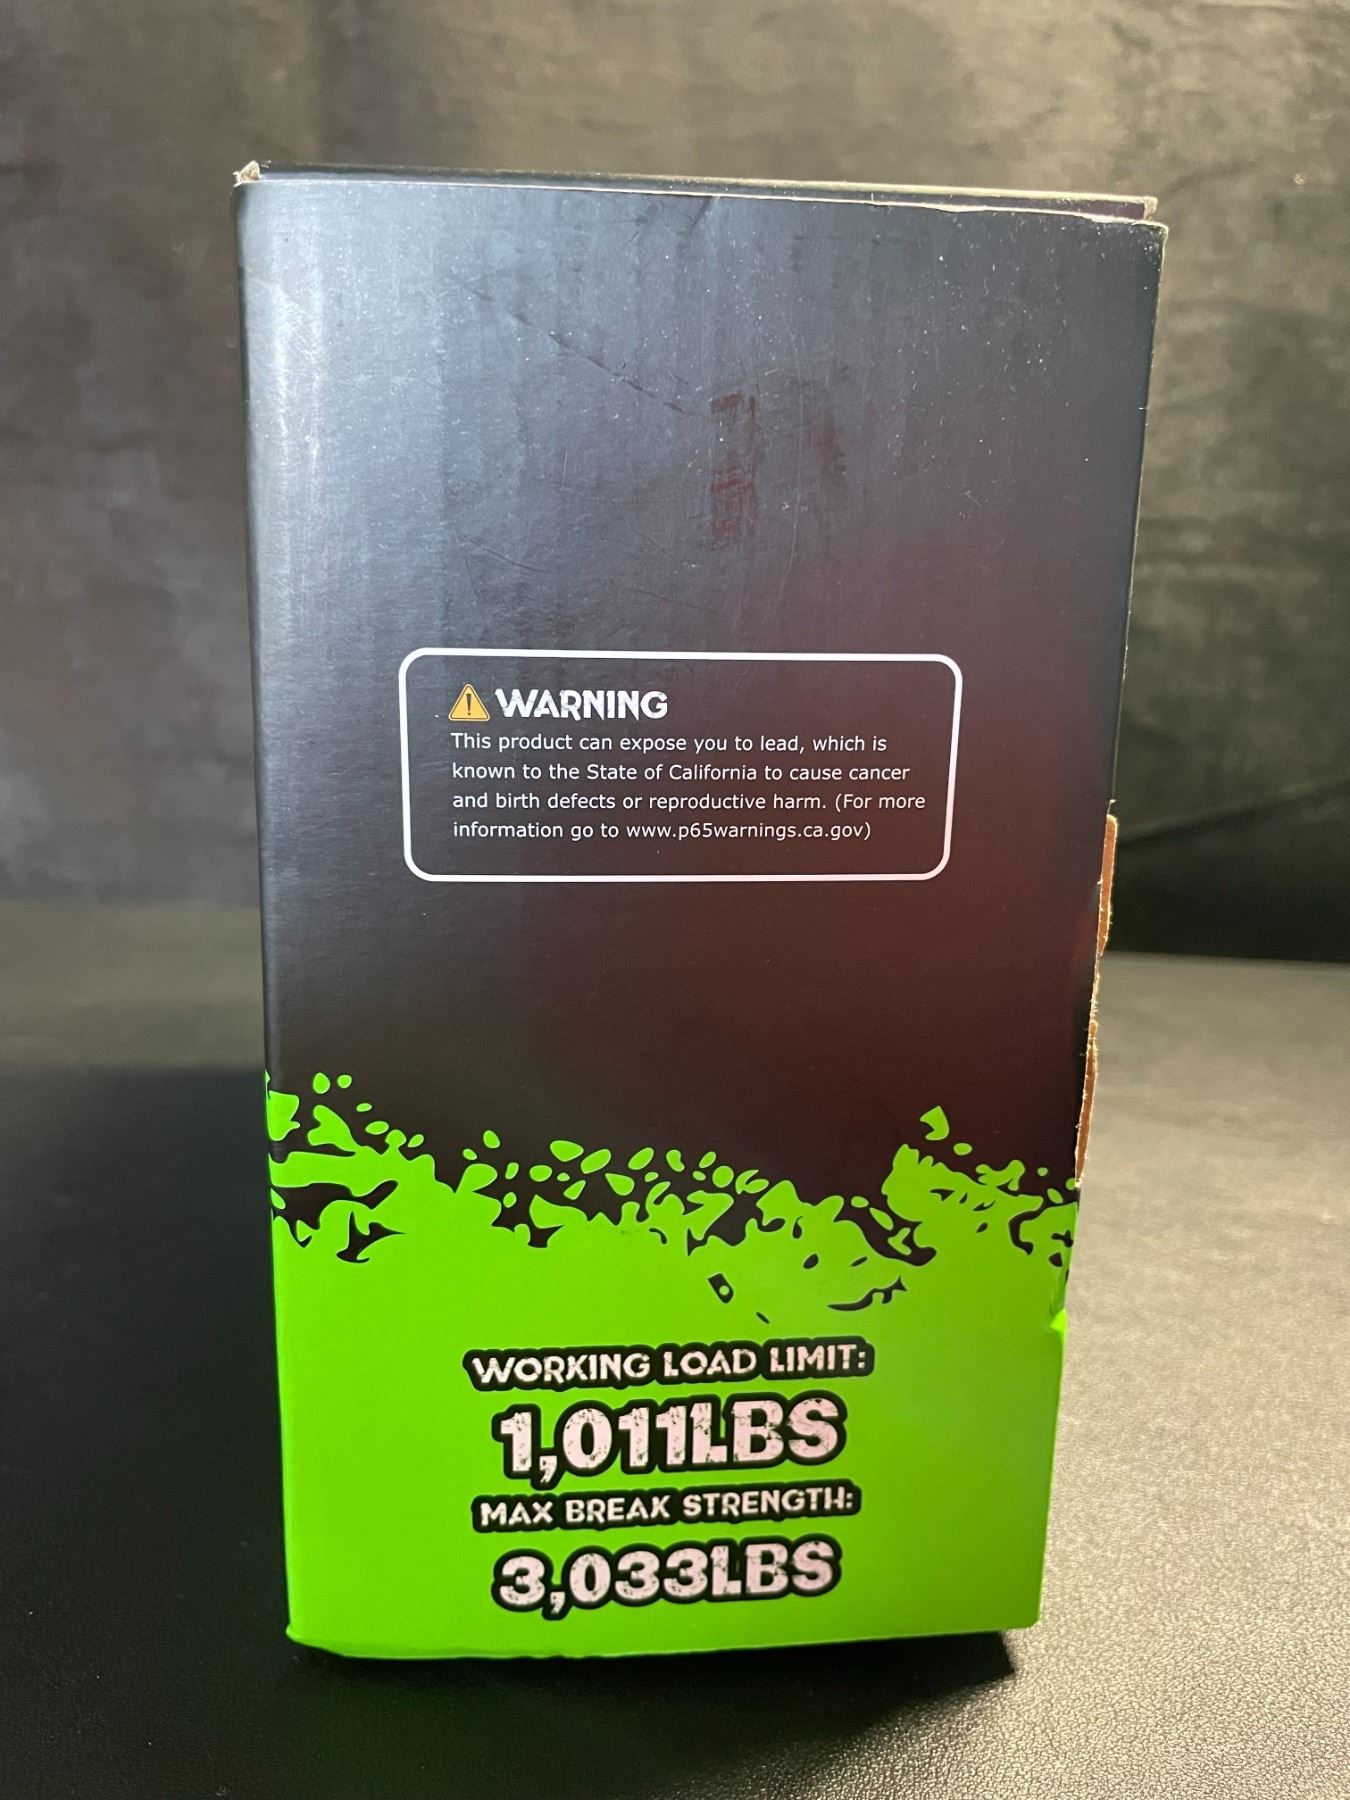 WARNING
This product can expose you to lead, which is
known to the State of California to cause cancer
and birth defects or reproductive harm. (For more
information go to www.p65warnings.ca.gov)
WORKING LOAD LIMIT:
1,011LBS
MAX BREAK STRENGTH:
3,033LBS